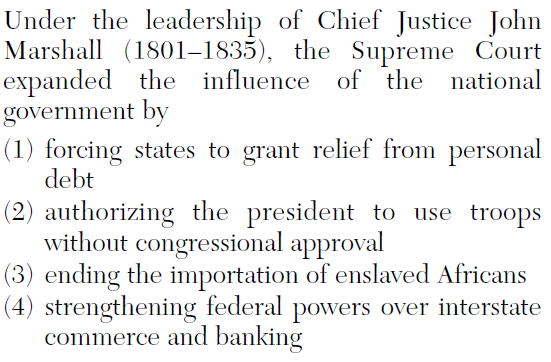 Under the leadership of Chief Justice John
Marshall (1801–1835), the Supreme Court
expanded the influence of the national
government by
(1) forcing states to grant relief from personal
debt
(2) authorizing the president to use troops
without congressional approval
(3) ending the importation of enslaved Africans
(4) strengthening federal powers over interstate
commerce and banking